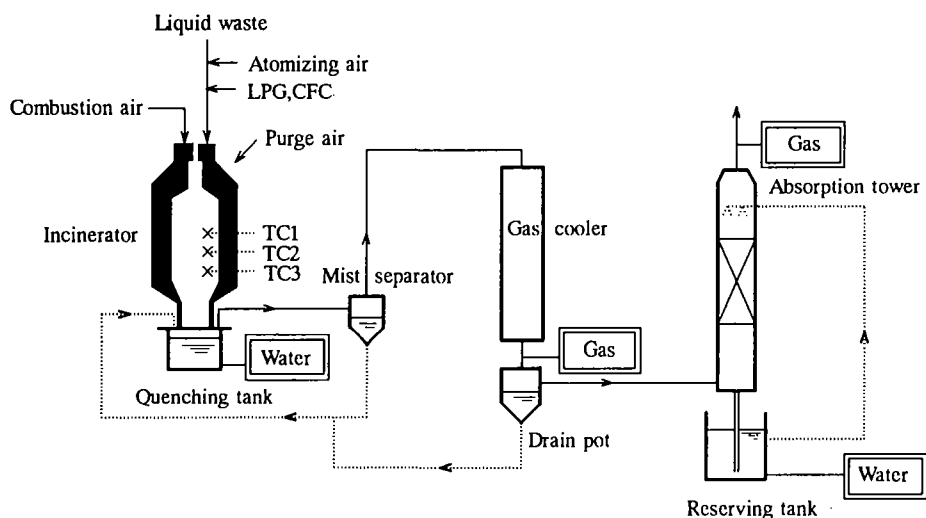 Liquid waste
Atomizing air
LPG,CFC
Combustion air
Purge air
Gas
Absorption tower
Incinerator
TC1
TC2
TC3
Gas cooler
Mist separator
Water
Gas
Quenching tank
Drain pot
Water
Reserving tank